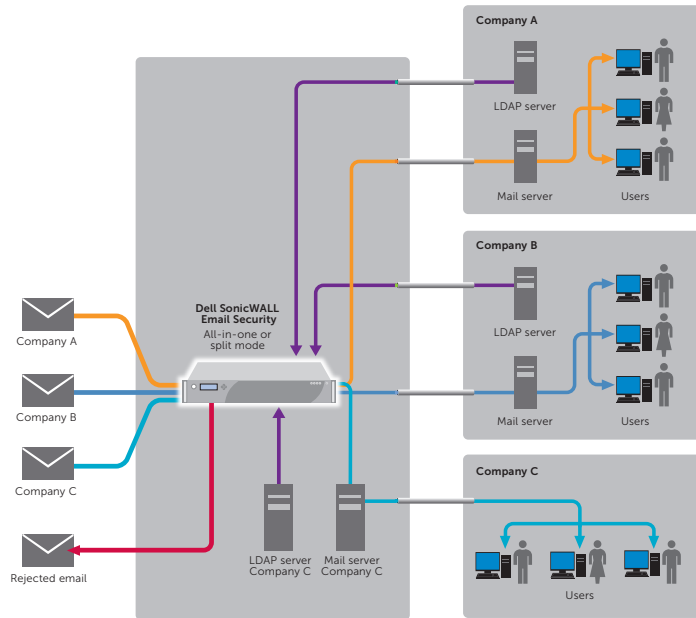 Company A
LDAP server
Mail server
Users
Company B
LDAP server
Mail server
Users
Dell SonicWALL
Email Security
All-in-one or
split mode
Company A
Company B
Company C
Rejected email
LDAP server
Company C
Mail server
Company C
Company C
Users